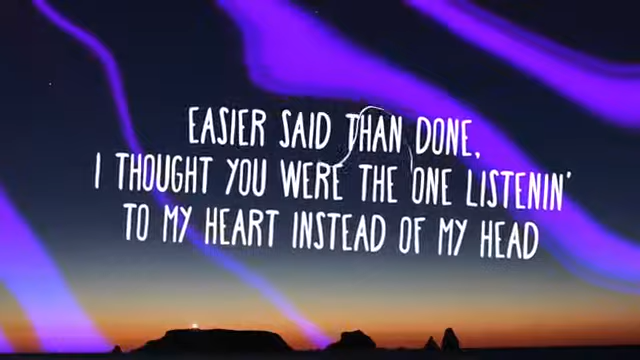 EASIER SAID THAN DONE,
I THOUGHT YOU WERE THE ONE LISTENIN'
TO MY HEART INSTEAD OF MY HEAD